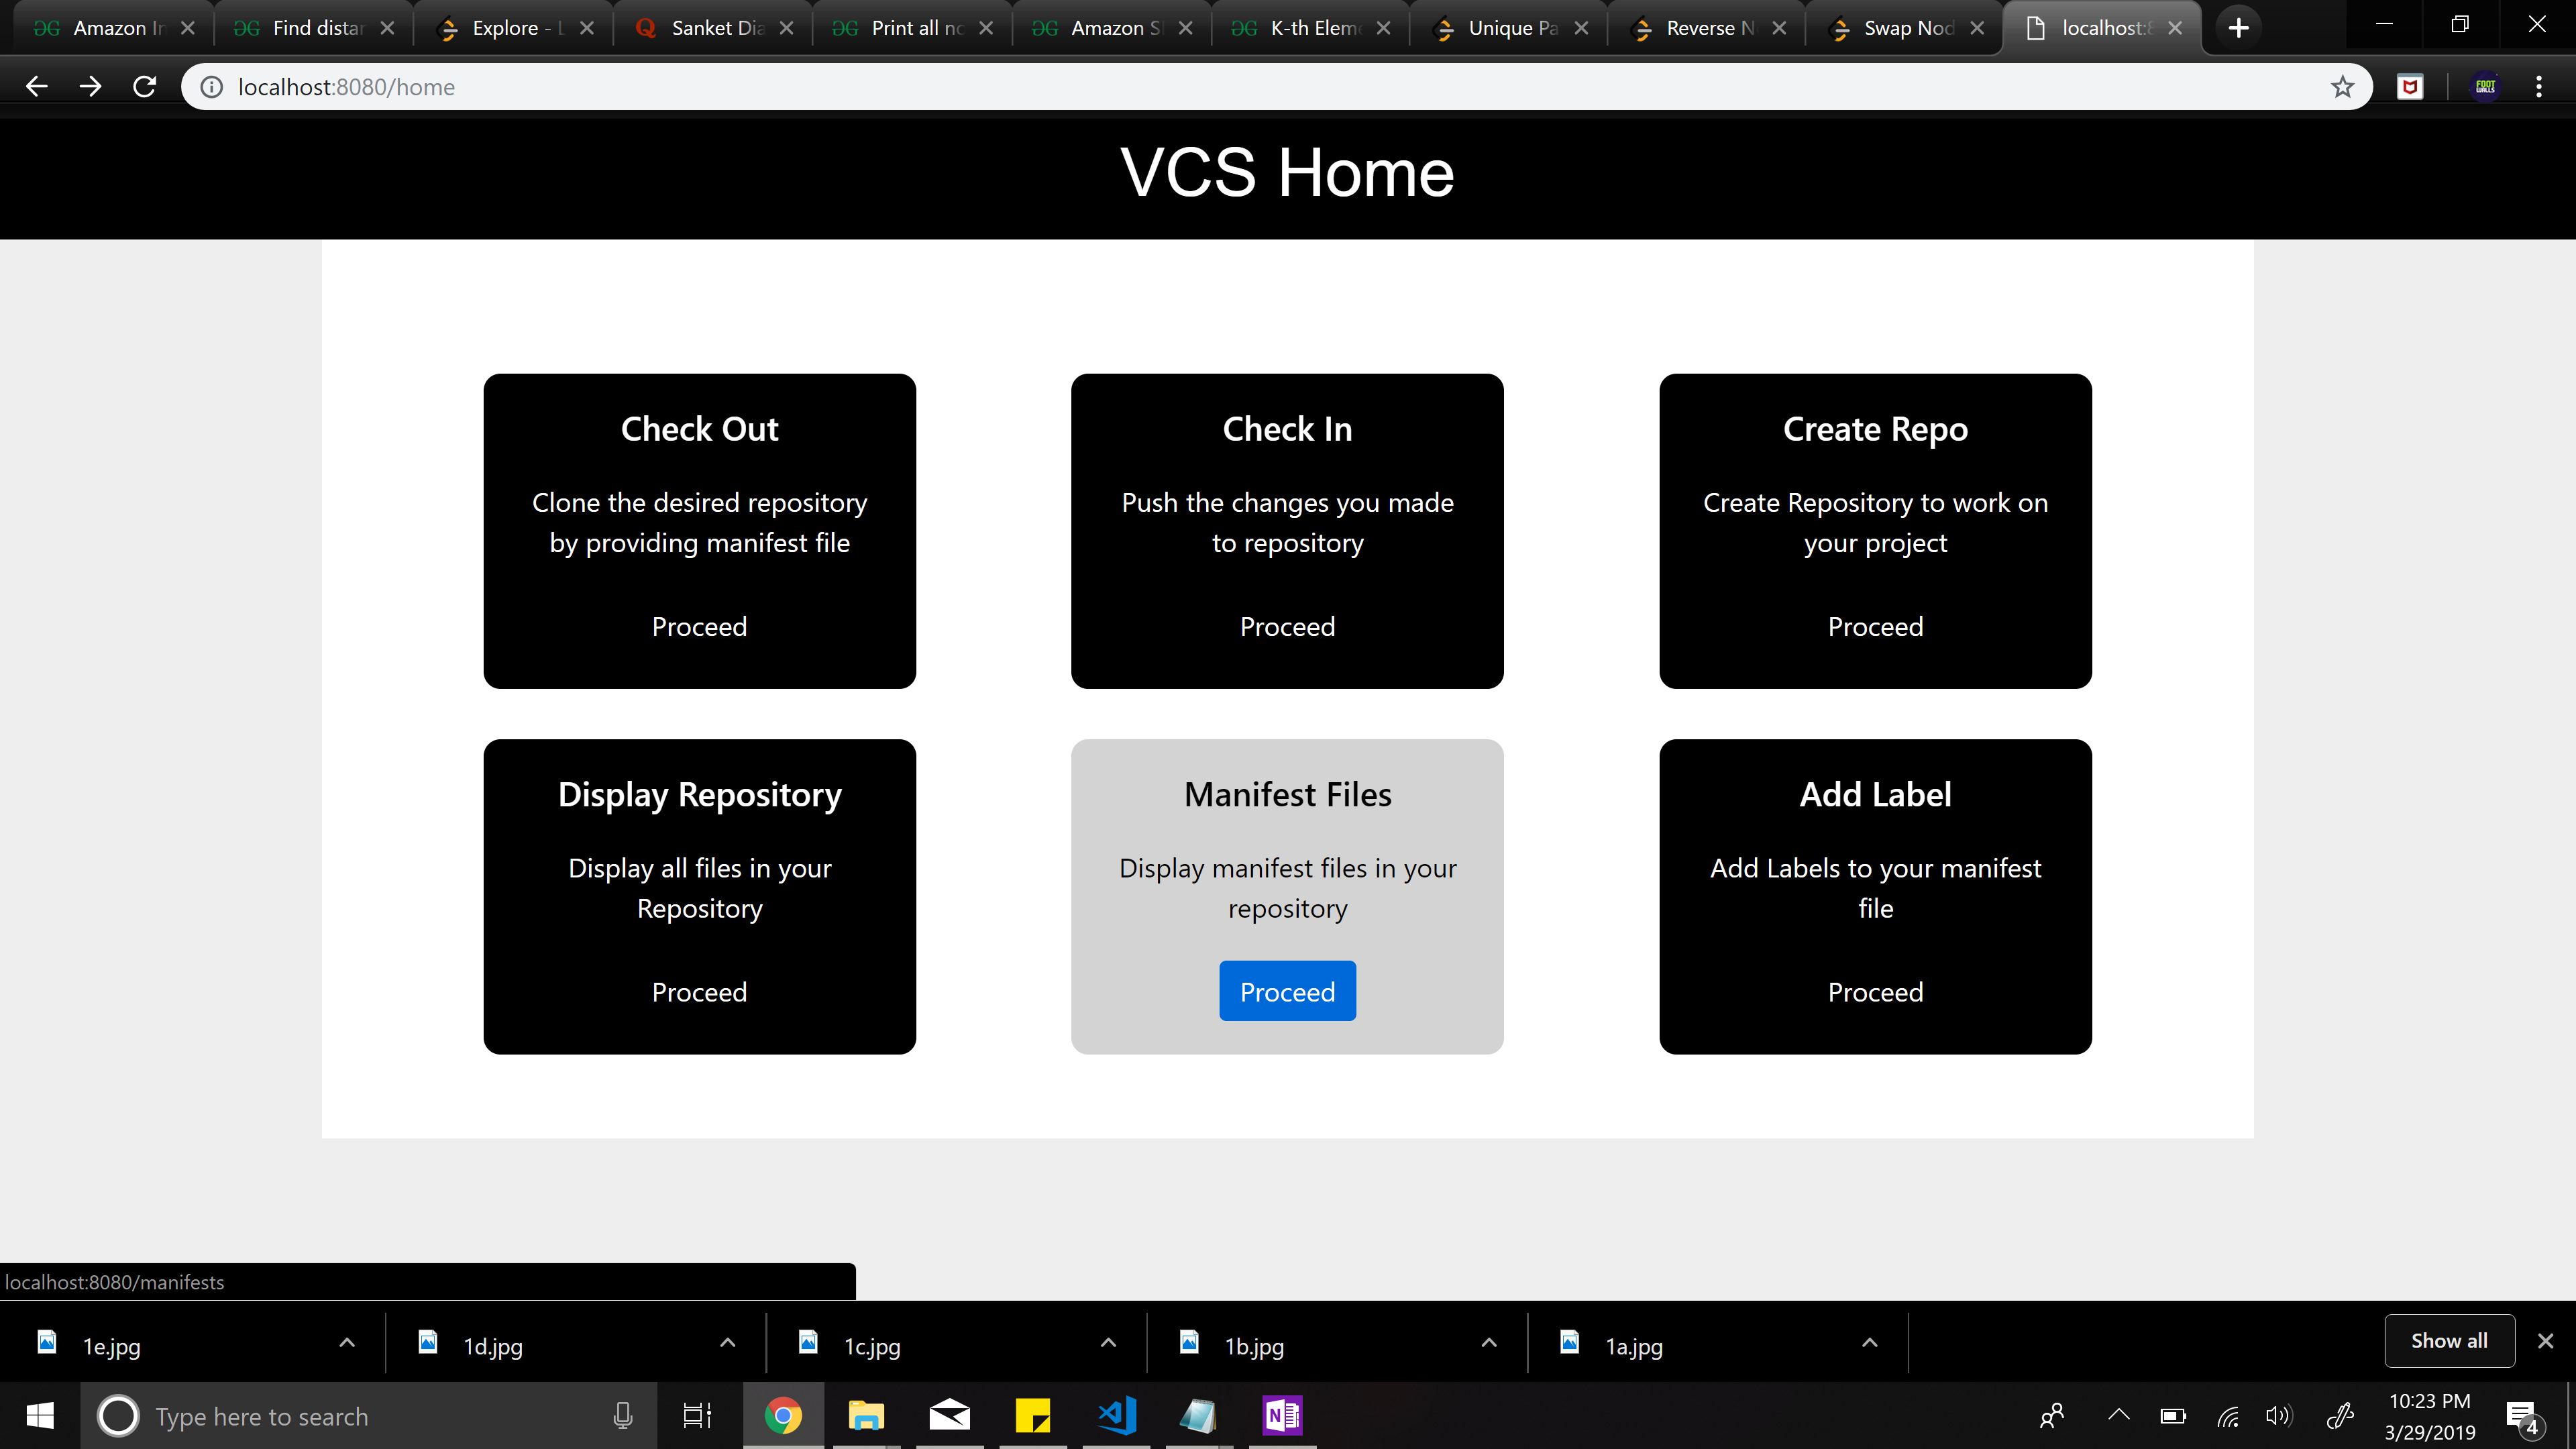 Amazon In
Find distar
Explore - L
Sanket Dia
Print all no
Amazon SI
K-th Eleme
Unique Pa
Reverse N
Swap Nod
localhost:8
localhost:8080/home
VCS Home
Check Out
Clone the desired repository
by providing manifest file
Proceed
Check In
Push the changes you made
to repository
Proceed
Create Repo
Create Repository to work on
your project
Proceed
Display Repository
Display all files in your
Repository
Proceed
Manifest Files
Display manifest files in your
repository
Proceed
Add Label
Add Labels to your manifest
file
Proceed
localhost:8080/manifests
1e.jpg
1d.jpg
1c.jpg
1b.jpg
1a.jpg
Show all
Type here to search
10:23 PM
3/29/2019
4